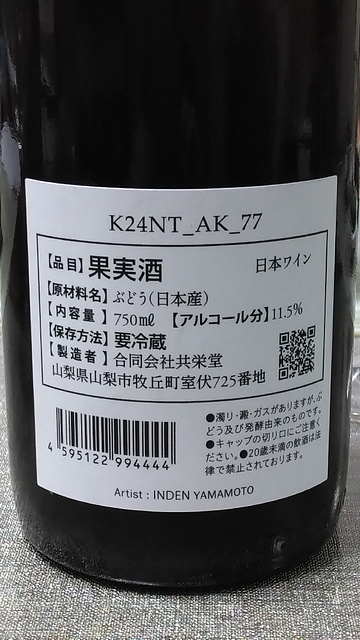 K24NT_AK_77
【品目】果実酒 日本ワイン
【原材料名】ぶどう(日本産)
【内容量】750mℓ 【アルコール分】11.5%
【保存方法】要冷蔵
【製造者】合同会社共栄堂
山梨県山梨市牧丘町室伏725番地
●濁り・澱・ガスがありますが、ぶ
どう及び発酵由来のものです。
●キャップの切り口にご注意く
ださい。●20歳未満の飲酒は法
律で禁止されております。
4 595122 994444
Artist : INDEN YAMAMOTO